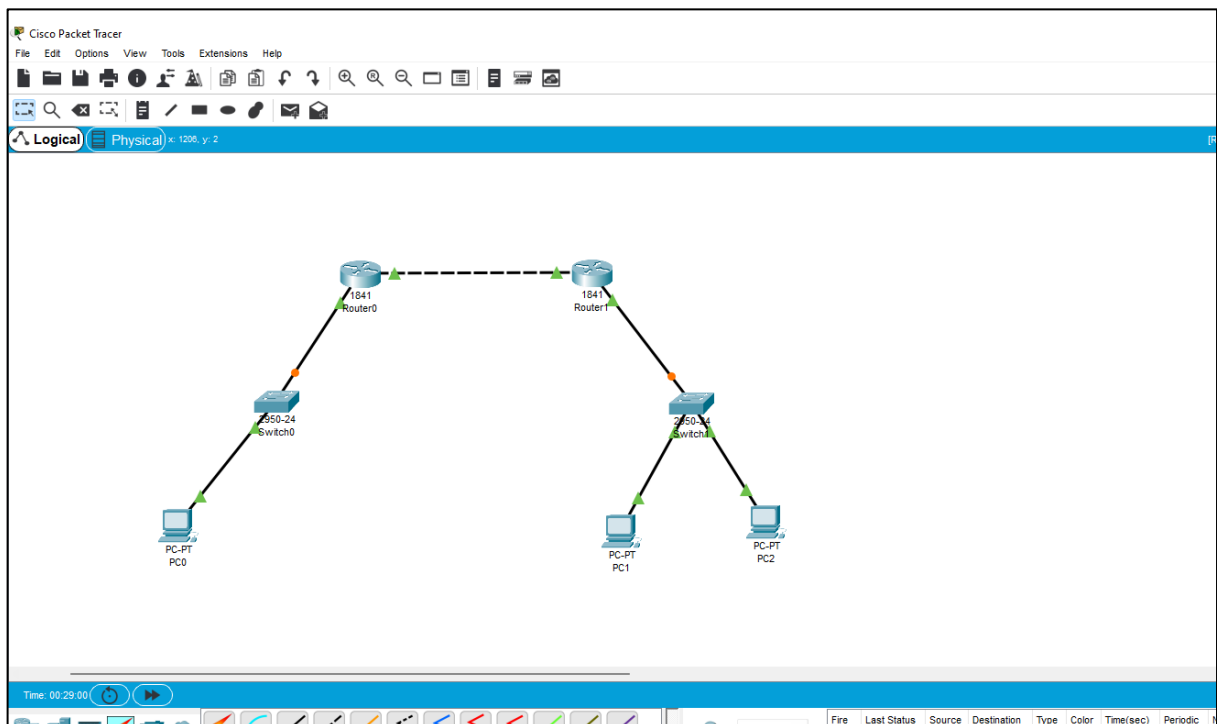 Cisco Packet Tracer
File Edit Options View Tools Extensions Help
Logical Physical x: 1206, y: 2 [R
1841
Router0
1841
Router1
2950-24
Switch0
2950-24
Switch1
PC-PT
PC0
PC-PT
PC1
PC-PT
PC2
Time: 00:29:00
Fire Last Status Source Destination Type Color Time(sec) Periodic